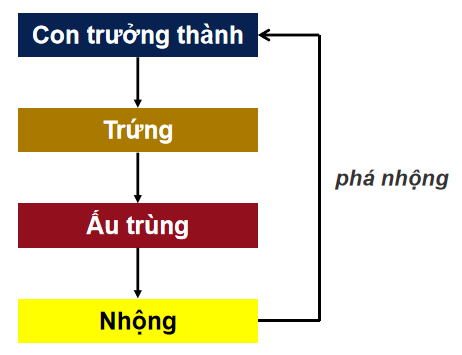 Con trưởng thành
Trứng
phá nhộng
Ấu trùng
Nhộng